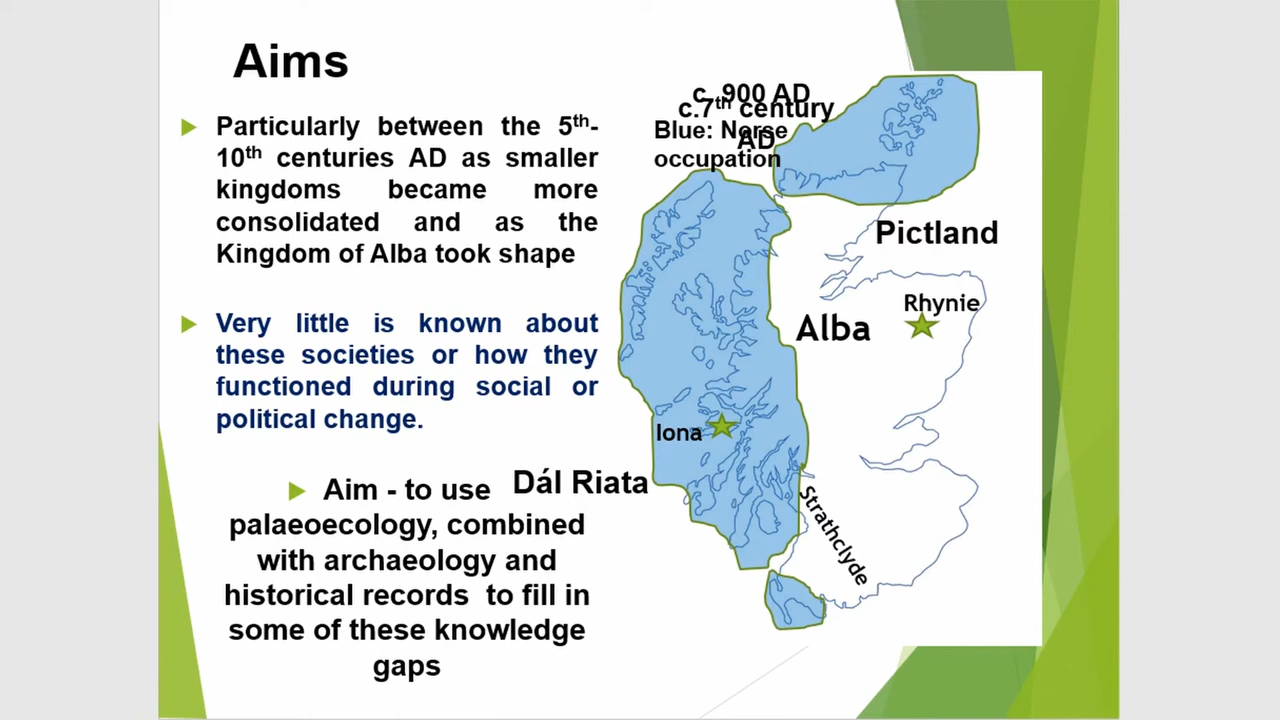 Aims
Particularly between the 5th-
10th centuries AD as smaller
kingdoms became more
consolidated and as the
Kingdom of Alba took shape
Very little is known about
these societies or how they
functioned during social or
political change.
Aim - to use
palaeoecology, combined
with archaeology and
historical records to fill in
some of these knowledge
gaps
c. 900 AD
c.7th century
AD
Blue: Norse
occupation
Pictland
Rhynie
Alba
Iona
Dál Riata
Strathclyde